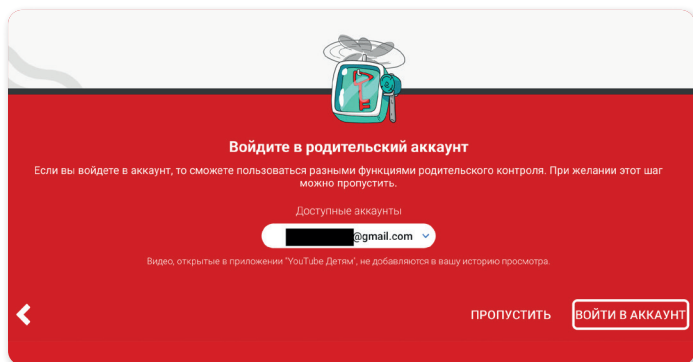 Войдите в родительский аккаунт
Если вы войдете в аккаунт, то сможете пользоваться разными функциями родительского контроля. При желании этот шаг
можно пропустить.
Доступные аккаунты
@gmail.com
Видео, открытые в приложении "YouTube Детям", не добавляются в вашу историю просмотра.
ПРОПУСТИТЬ ВОЙТИ В АККАУНТ